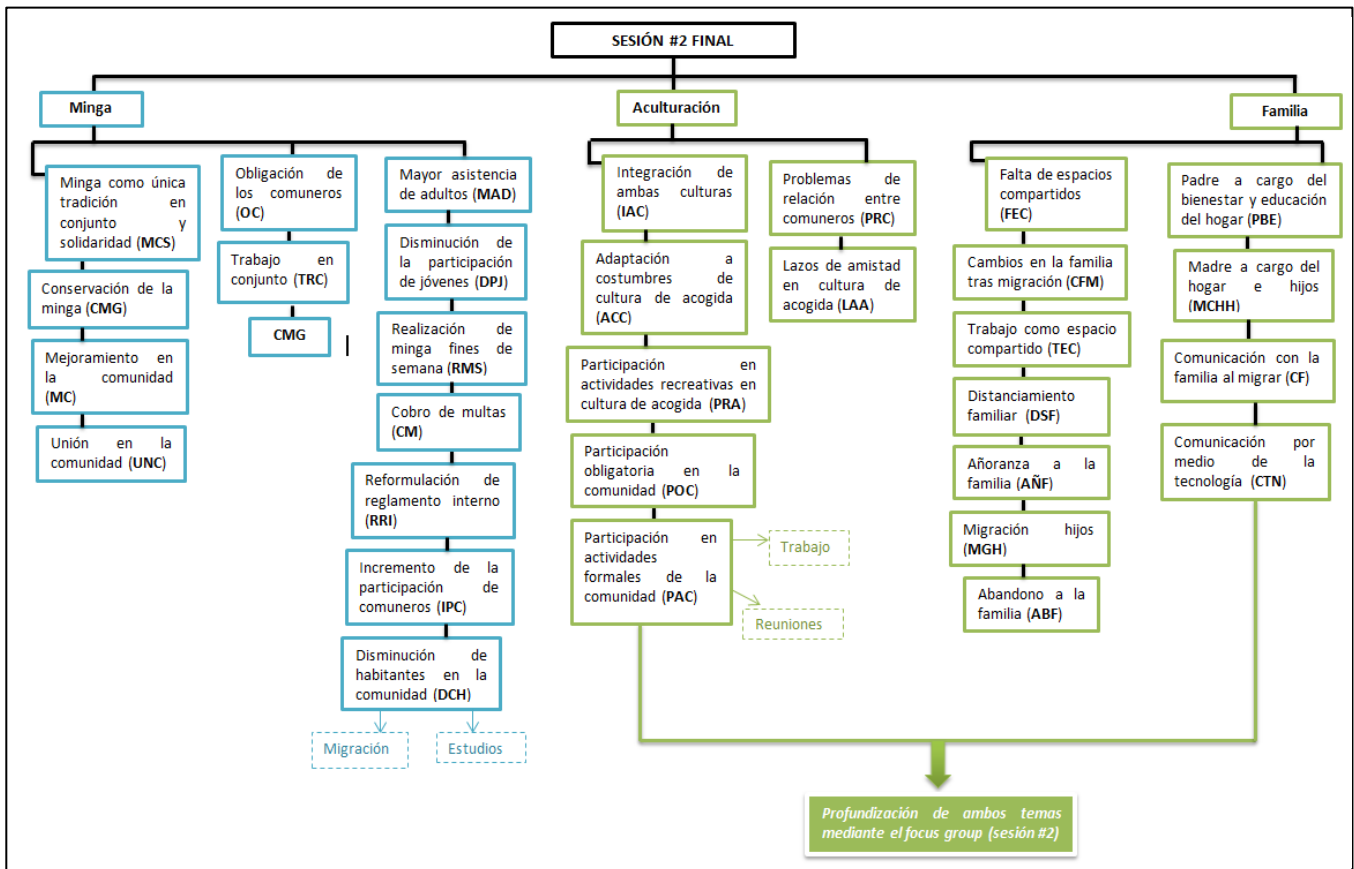 SESIÓN #2 FINAL
Minga
Minga como única
tradición en
conjunto y
solidaridad (MCS)
Conservación de la
minga (CMG)
Mejoramiento en
la comunidad
(MC)
Unión en la
comunidad (UNC)
Obligación de
los comuneros
(OC)
Trabajo en
conjunto (TRC)
CMG
Mayor asistencia
de adultos (MAD)
Disminución de
la participación
de jóvenes (DPJ)
Realización de
minga fines de
semana (RMS)
Cobro de multas
(CM)
Reformulación de
reglamento interno
(RRI)
Incremento de la
participación de
comuneros (IPC)
Disminución de
habitantes en la
comunidad (DCH)
Migración
Estudios
Aculturación
Integración de
ambas culturas
(IAC)
Adaptación a
costumbres de
cultura de acogida
(ACC)
Participación en
actividades recreativas en
cultura de acogida (PRA)
Participación
obligatoria en la
comunidad (POC)
Participación en
actividades
formales de la
comunidad (PAC)
Trabajo
Reuniones
Problemas de
relación entre
comuneros (PRC)
Lazos de amistad
en cultura de
acogida (LAA)
Familia
Falta de espacios
compartidos
(FEC)
Cambios en la familia
tras migración (CFM)
Trabajo como espacio
compartido (TEC)
Distanciamiento
familiar (DSF)
Añoranza a la
familia (AÑF)
Migración hijos
(MGH)
Abandono a la
familia (ABF)
Padre a cargo del
bienestar y educación
del hogar (PBE)
Madre a cargo del
hogar e hijos
(MCHH)
Comunicación con la
familia al migrar (CF)
Comunicación por
medio de la
tecnología (CTN)
Profundización de ambos temas
mediante el focus group (sesión #2)